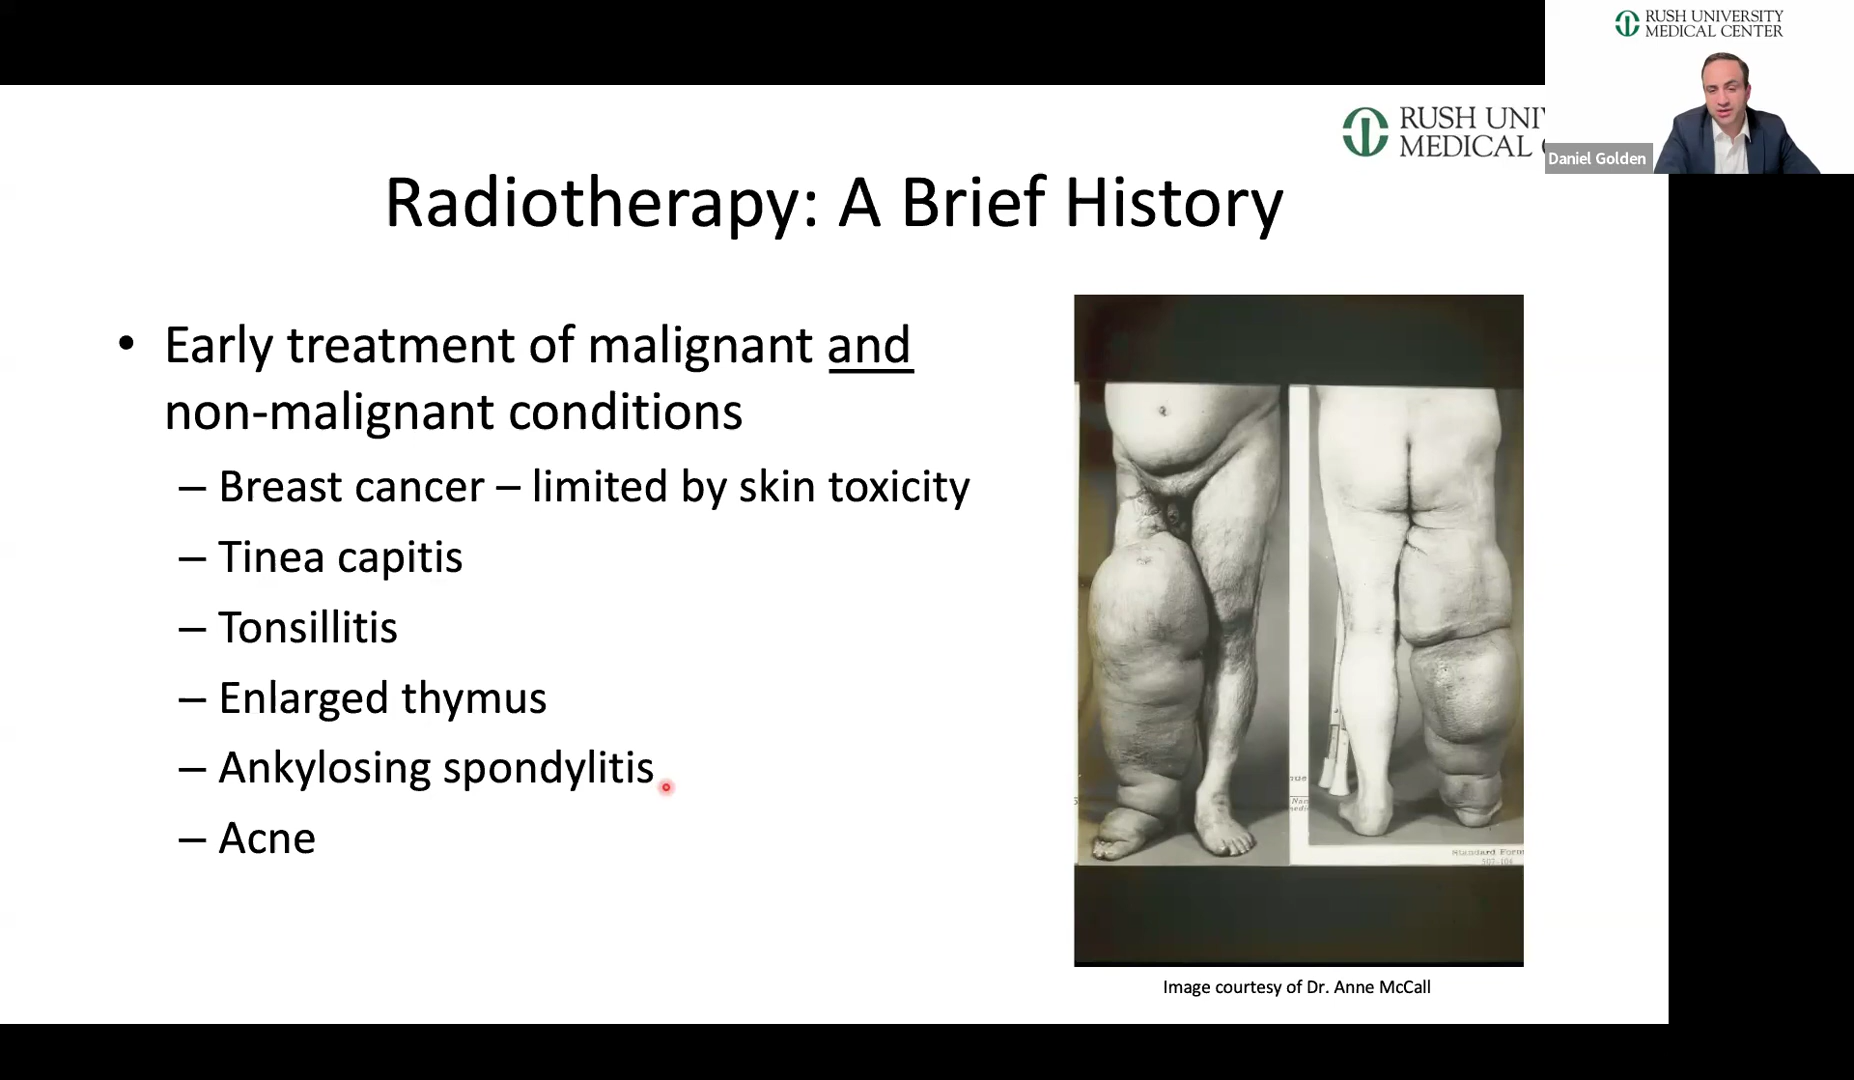 RUSH UNIVERSITY
MEDICAL CENTER
Daniel Golden
RUSH UNI
MEDICAL
Radiotherapy: A Brief History
• Early treatment of malignant and
non-malignant conditions
– Breast cancer – limited by skin toxicity
– Tinea capitis
– Tonsillitis
– Enlarged thymus
– Ankylosing spondylitis
– Acne
Standard Form
Image courtesy of Dr. Anne McCall